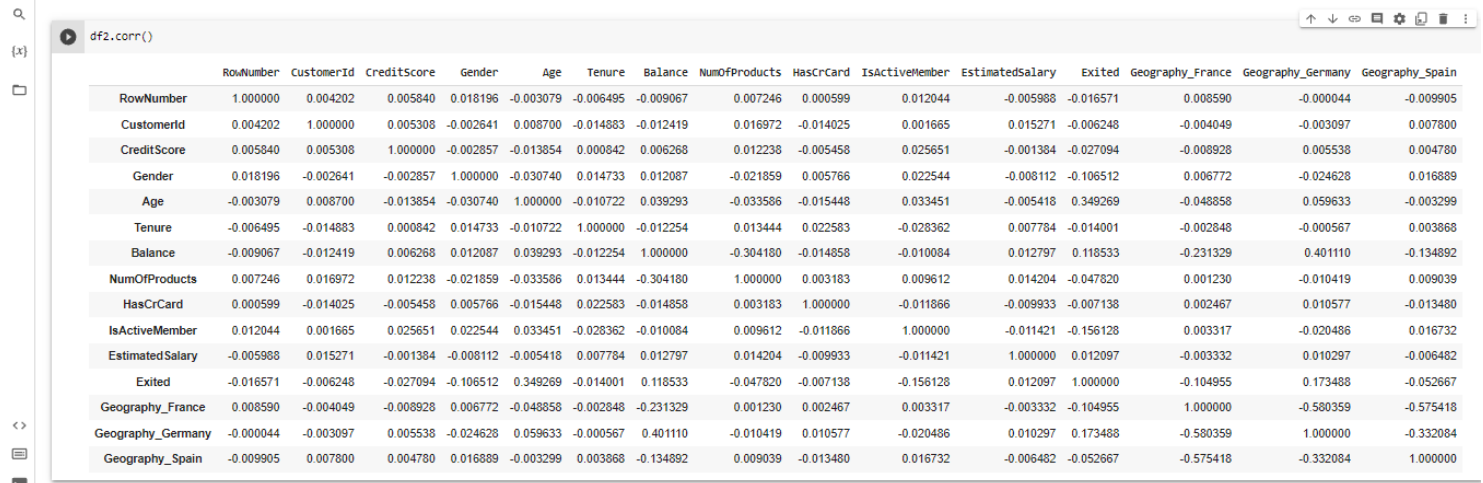 {x}
df2.corr()
RowNumber CustomerId CreditScore Gender Age Tenure Balance NumOfProducts HasCrCard IsActiveMember EstimatedSalary Exited Geography_France Geography_Germany Geography_Spain
RowNumber 1.000000 0.004202 0.005840 0.018196 -0.003079 -0.006495 -0.009067 0.007246 0.000599 0.012044 -0.005988 -0.016571 0.008590 -0.000044 -0.009905
CustomerId 0.004202 1.000000 0.005308 -0.002641 0.008700 -0.014883 -0.012419 0.016972 -0.014025 0.001665 0.015271 -0.006248 -0.004049 -0.003097 0.007800
CreditScore 0.005840 0.005308 1.000000 -0.002857 -0.013854 0.000842 0.006268 0.012238 -0.005458 0.025651 -0.001384 -0.027094 -0.008928 0.005538 0.004780
Gender 0.018196 -0.002641 -0.002857 1.000000 -0.030740 0.014733 0.012087 -0.021859 0.005766 0.022544 -0.008112 -0.106512 0.006772 -0.024628 0.016889
Age -0.003079 0.008700 -0.013854 -0.030740 1.000000 -0.010722 0.039293 -0.033586 -0.015448 0.033451 -0.005418 0.349269 -0.048858 0.059633 -0.003299
Tenure -0.006495 -0.014883 0.000842 0.014733 -0.010722 1.000000 -0.012254 0.013444 0.022583 -0.028362 0.007784 -0.014001 -0.002848 -0.000567 0.003868
Balance -0.009067 -0.012419 0.006268 0.012087 0.039293 -0.012254 1.000000 -0.304180 -0.014858 -0.010084 0.012797 0.118533 -0.231329 0.401110 -0.134892
NumOfProducts 0.007246 0.016972 0.012238 -0.021859 -0.033586 0.013444 -0.304180 1.000000 0.003183 0.009612 0.014204 -0.047820 0.001230 -0.010419 0.009039
HasCrCard 0.000599 -0.014025 -0.005458 0.005766 -0.015448 0.022583 -0.014858 0.003183 1.000000 -0.011866 -0.009933 -0.007138 0.002467 0.010577 -0.013480
IsActiveMember 0.012044 0.001665 0.025651 0.022544 0.033451 -0.028362 -0.010084 0.009612 -0.011866 1.000000 -0.011421 -0.156128 0.003317 -0.020486 0.016732
EstimatedSalary -0.005988 0.015271 -0.001384 -0.008112 -0.005418 0.007784 0.012797 0.014204 -0.009933 -0.011421 1.000000 0.012097 -0.003332 0.010297 -0.006482
Exited -0.016571 -0.006248 -0.027094 -0.106512 0.349269 -0.014001 0.118533 -0.047820 -0.007138 -0.156128 0.012097 1.000000 -0.104955 0.173488 -0.052667
Geography_France 0.008590 -0.004049 -0.008928 0.006772 -0.048858 -0.002848 -0.231329 0.001230 0.002467 0.003317 -0.003332 -0.104955 1.000000 -0.580359 -0.575418
Geography_Germany -0.000044 -0.003097 0.005538 -0.024628 0.059633 -0.000567 0.401110 -0.010419 0.010577 -0.020486 0.010297 0.173488 -0.580359 1.000000 -0.332084
Geography_Spain -0.009905 0.007800 0.004780 0.016889 -0.003299 0.003868 -0.134892 0.009039 -0.013480 0.016732 -0.006482 -0.052667 -0.575418 -0.332084 1.000000